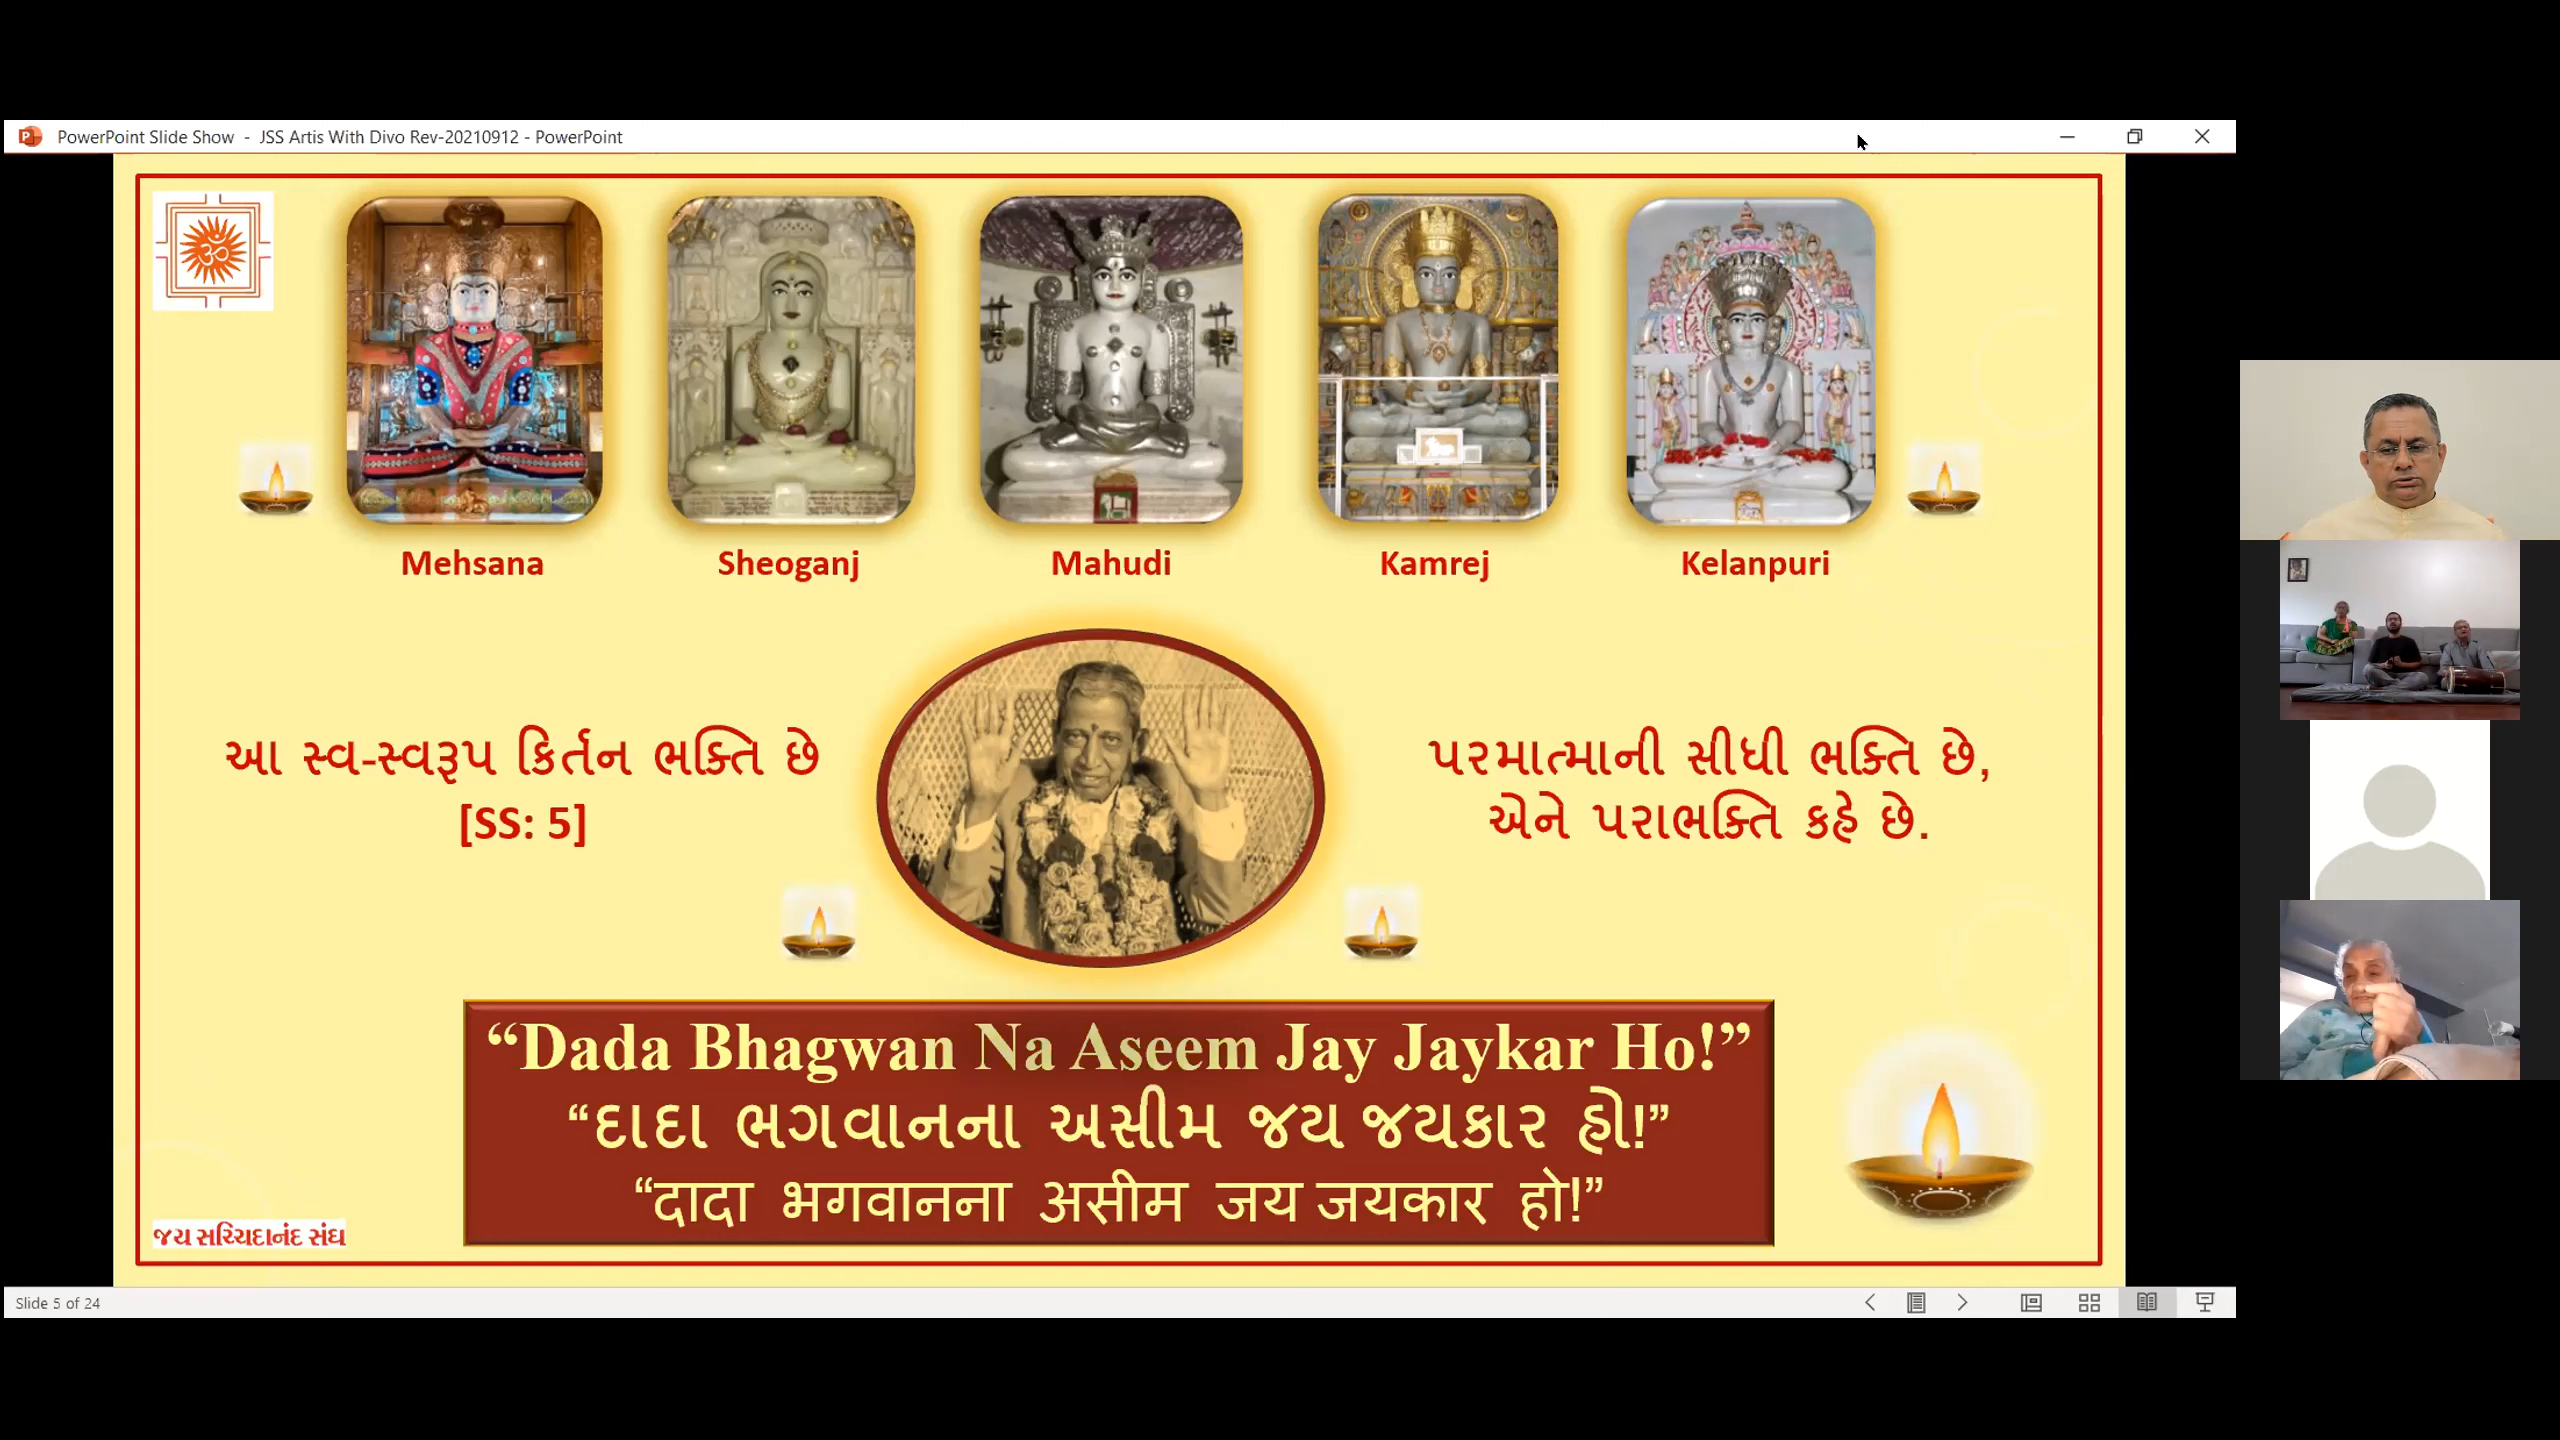 PowerPoint Slide Show - JSS Artis With Divo Rev-20210912 - PowerPoint
Mehsana
Sheoganj
Mahudi
Kamrej
Kelanpuri
આ સ્વ-સ્વરૂપ કિર્તન ભક્તિ છે
[SS: 5]
પરમાત્માની સીધી ભક્તિ છે,
એને પરાભક્તિ કહે છે.
“Dada Bhagwan Na Aseem Jay Jaykar Ho!”
“દાદા ભગવાનના અસીમ જય જયકાર હો!”
“दादा भगवानना असीम जय जयकार हो!”
જય સચ્ચિદાનંદ સંઘ
Slide 5 of 24